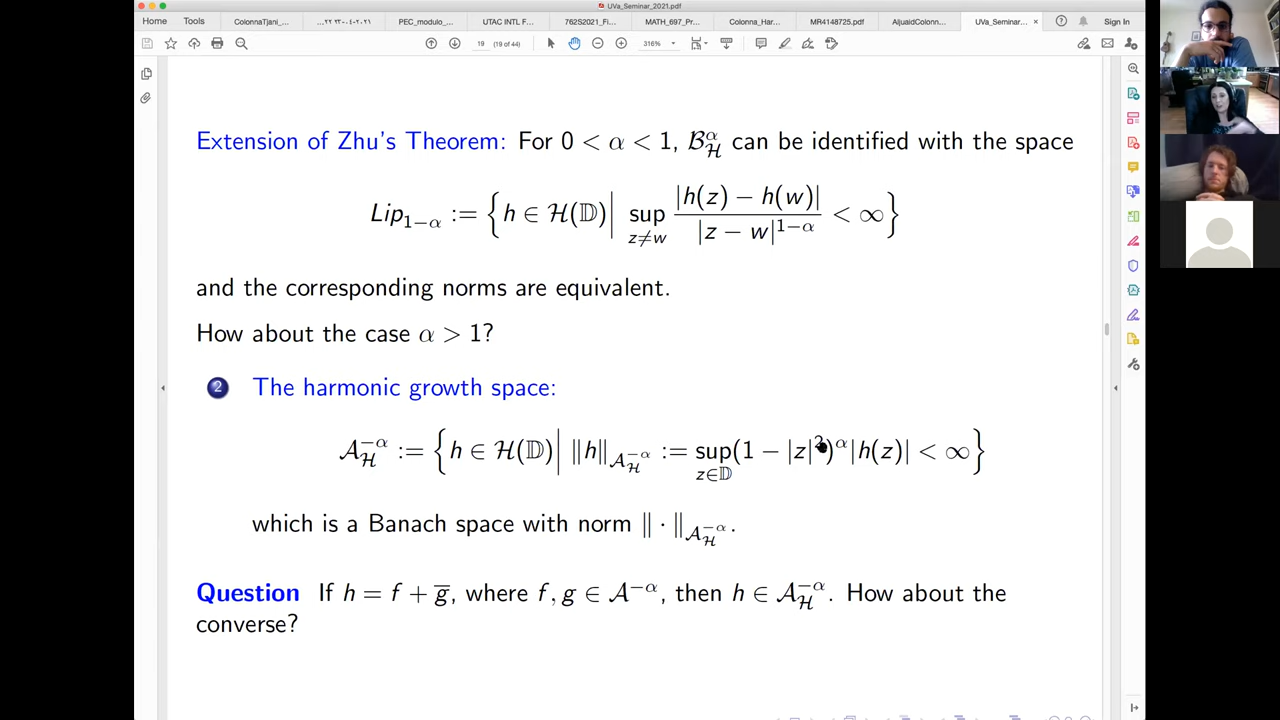 UVa_Seminar_2021.pdf
Home Tools ColonnaTjani_... PEC_modulo_... UTAC INTL F... 762S2021_Fi... MATH_697_Pr... Colonna_Har... MR4148725.pdf AljuaidColonn... UVa_Seminar... × Sign In
19 (19 of 44) 316%
Extension of Zhu's Theorem: For 0 < α < 1, 𝓑^α_𝓗 can be identified with the space
Lip_{1−α} := { h ∈ 𝓗(𝔻) | sup_{z≠w} |h(z) − h(w)| / |z − w|^{1−α} < ∞ }
and the corresponding norms are equivalent.
How about the case α > 1?
2 The harmonic growth space:
𝓐^{−α}_𝓗 := { h ∈ 𝓗(𝔻) | ‖h‖_{𝓐^{−α}_𝓗} := sup_{z∈𝔻} (1 − |z|²)^α |h(z)| < ∞ }
which is a Banach space with norm ‖ · ‖_{𝓐^{−α}_𝓗}.
Question If h = f + g̅, where f, g ∈ 𝓐^{−α}, then h ∈ 𝓐^{−α}_𝓗. How about the
converse?